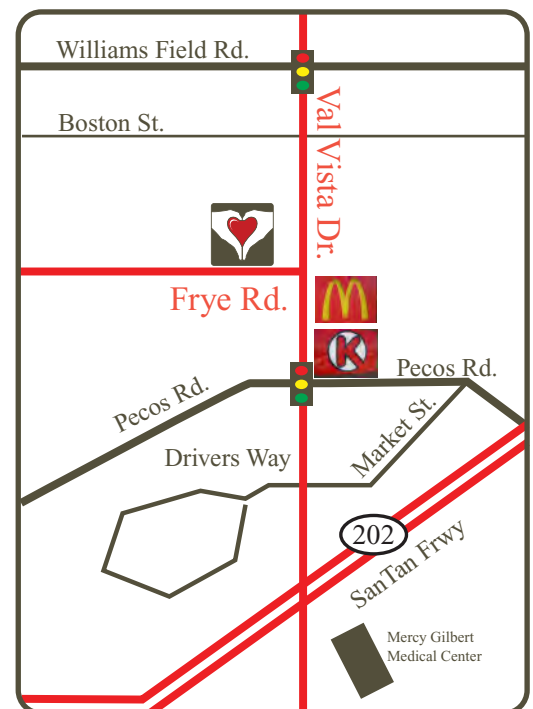 Williams Field Rd.
Boston St.
Val Vista Dr.
Frye Rd.
M
K
Pecos Rd.
Pecos Rd.
Market St.
Drivers Way
202
SanTan Frwy
Mercy Gilbert
Medical Center